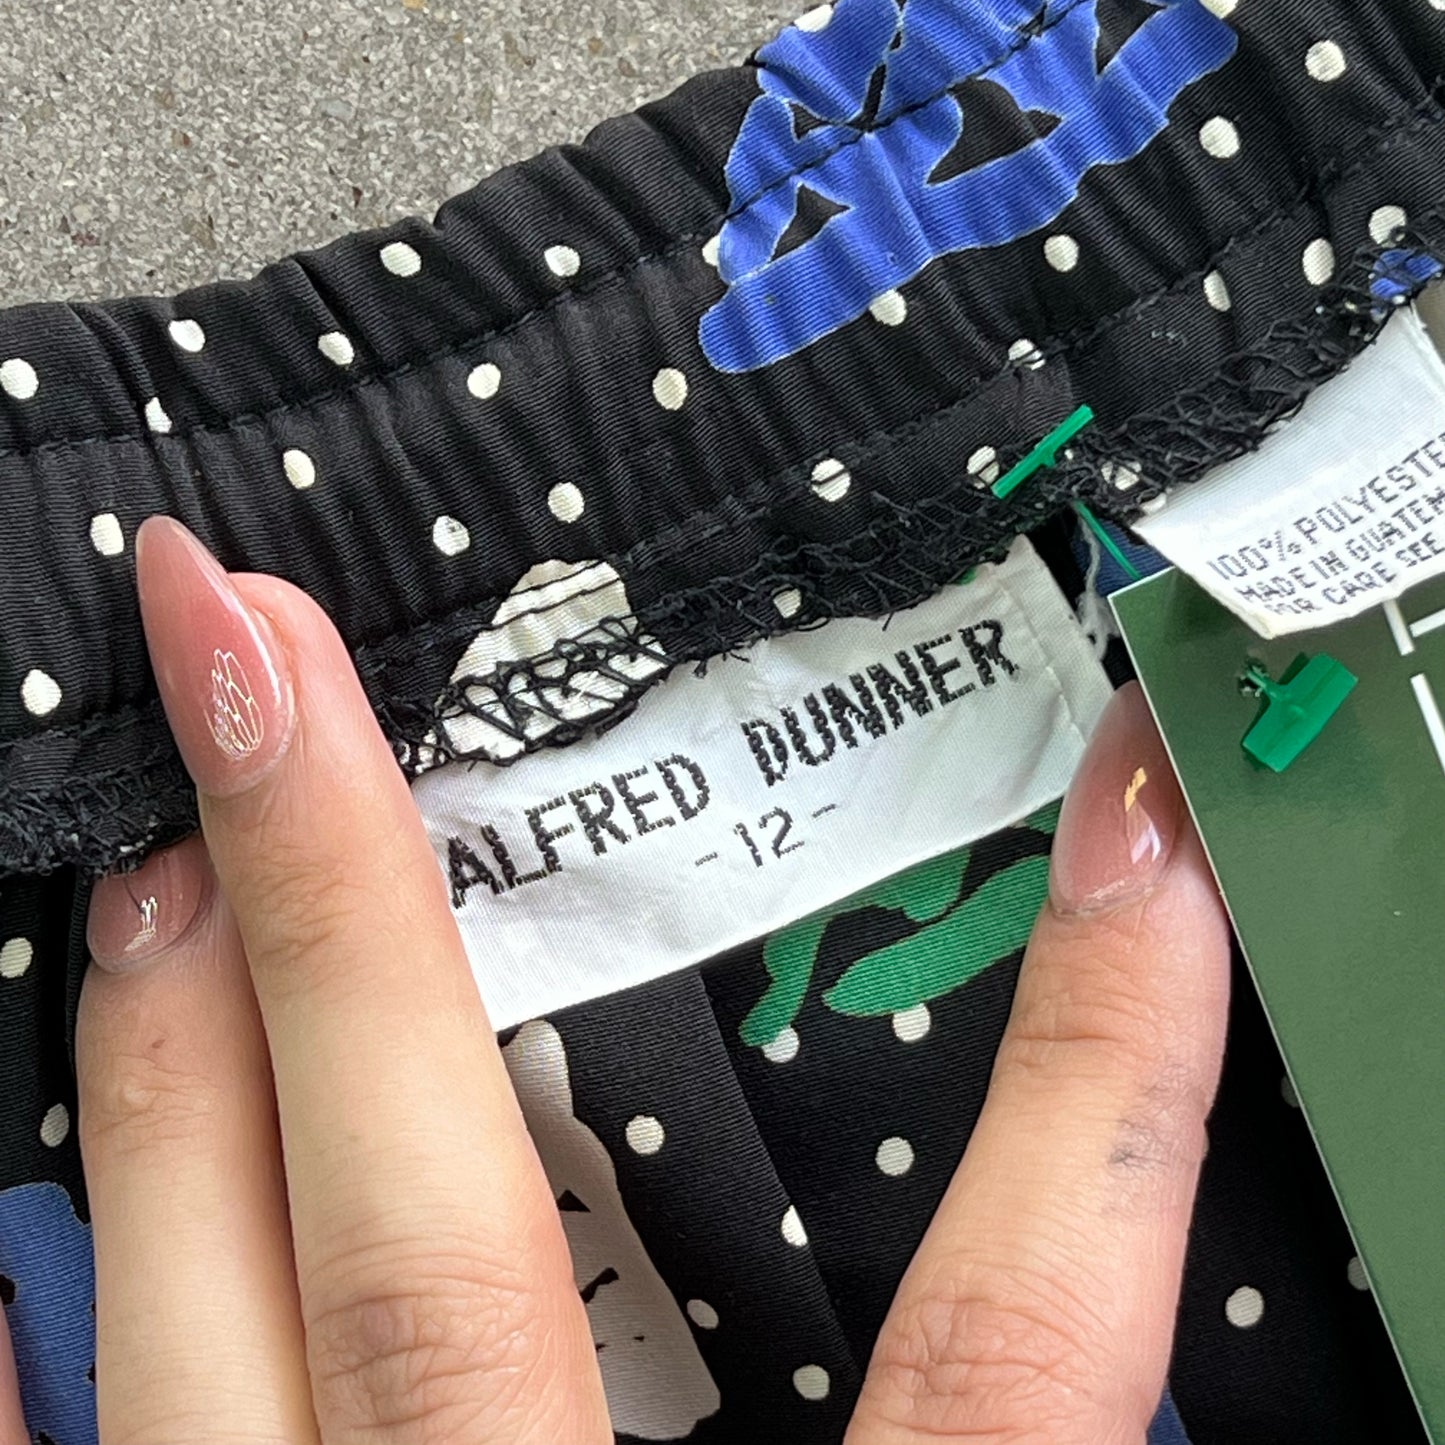 ALFRED DUNNER
-12-
100% POLYESTER
MADE IN GUATEM
FOR CARE SEE